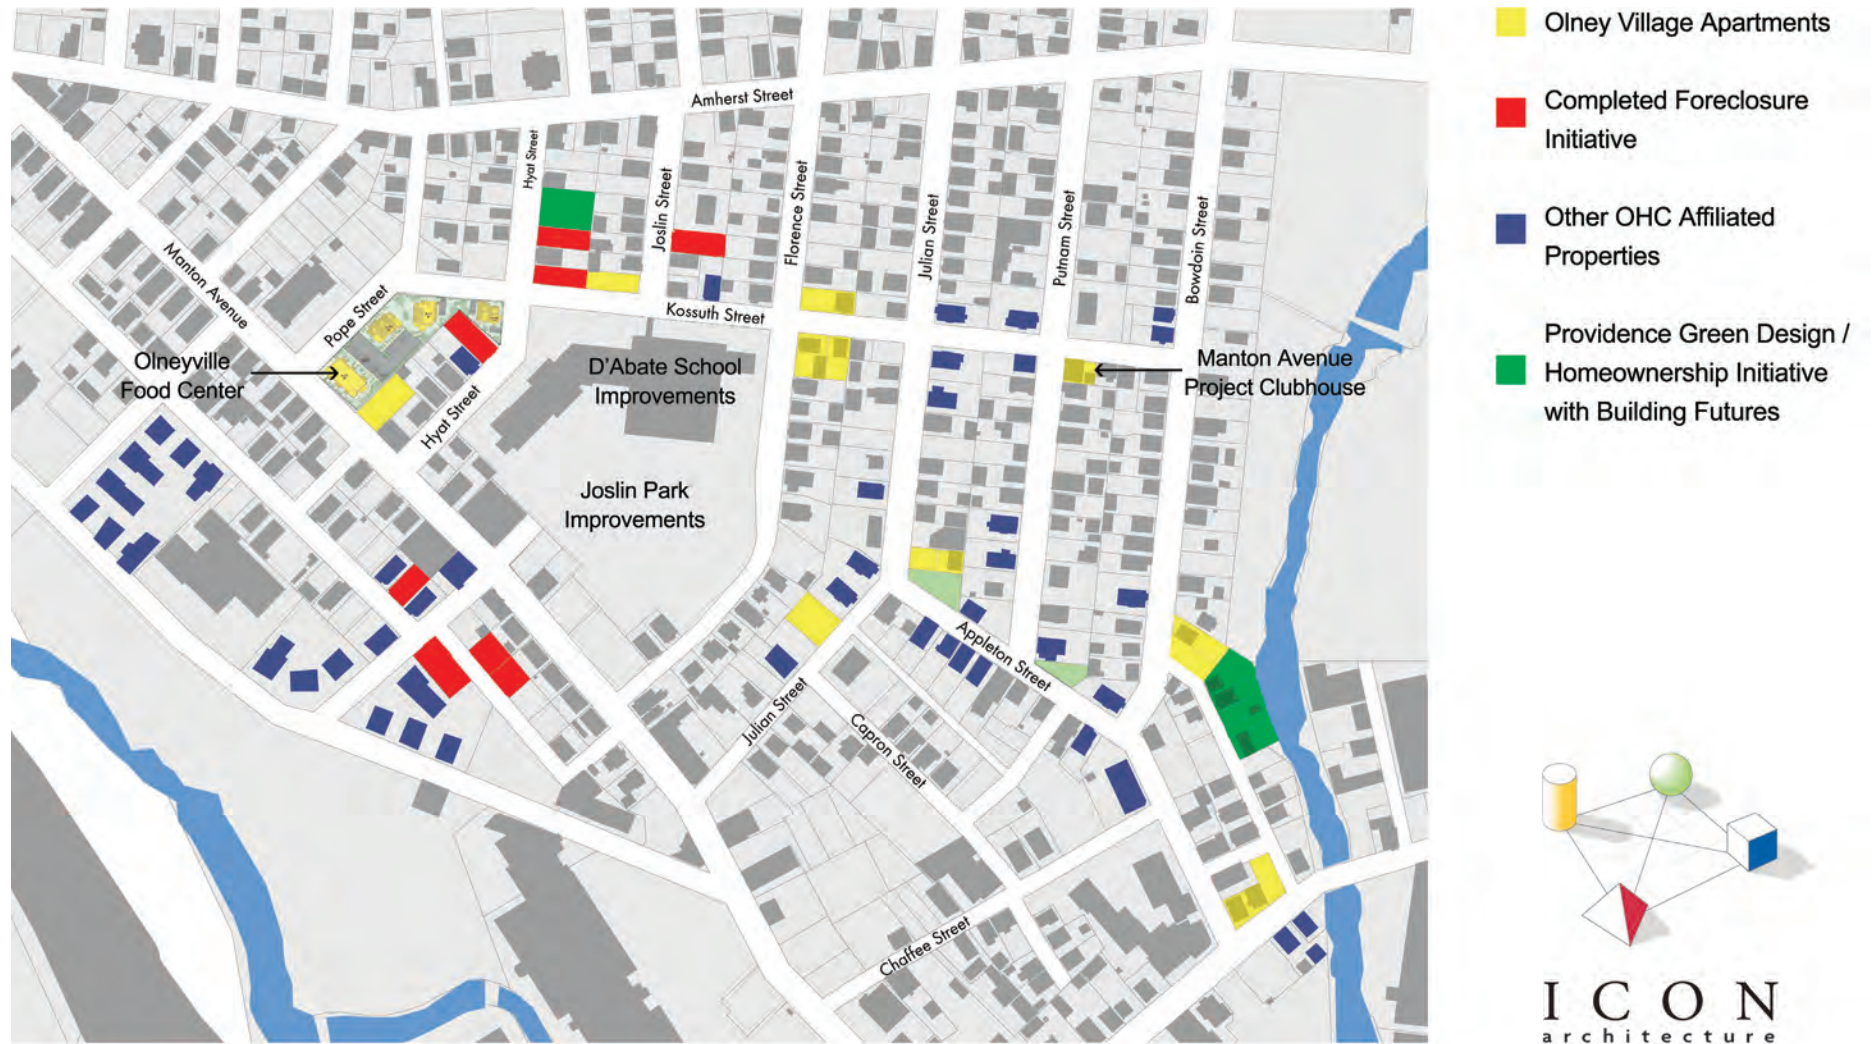 Olney Village Apartments
Completed Foreclosure
Initiative
Other OHC Affiliated
Properties
Providence Green Design /
Homeownership Initiative
with Building Futures
Amherst Street
Hyat Street
Joslin Street
Florence Street
Julian Street
Putnam Street
Bowdoin Street
Manton Avenue
Pope Street
Kossuth Street
Olneyville
Food Center
Hyat Street
D'Abate School
Improvements
Manton Avenue
Project Clubhouse
Joslin Park
Improvements
Appleton Street
Julian Street
Capron Street
Chaffee Street
ICON
architecture